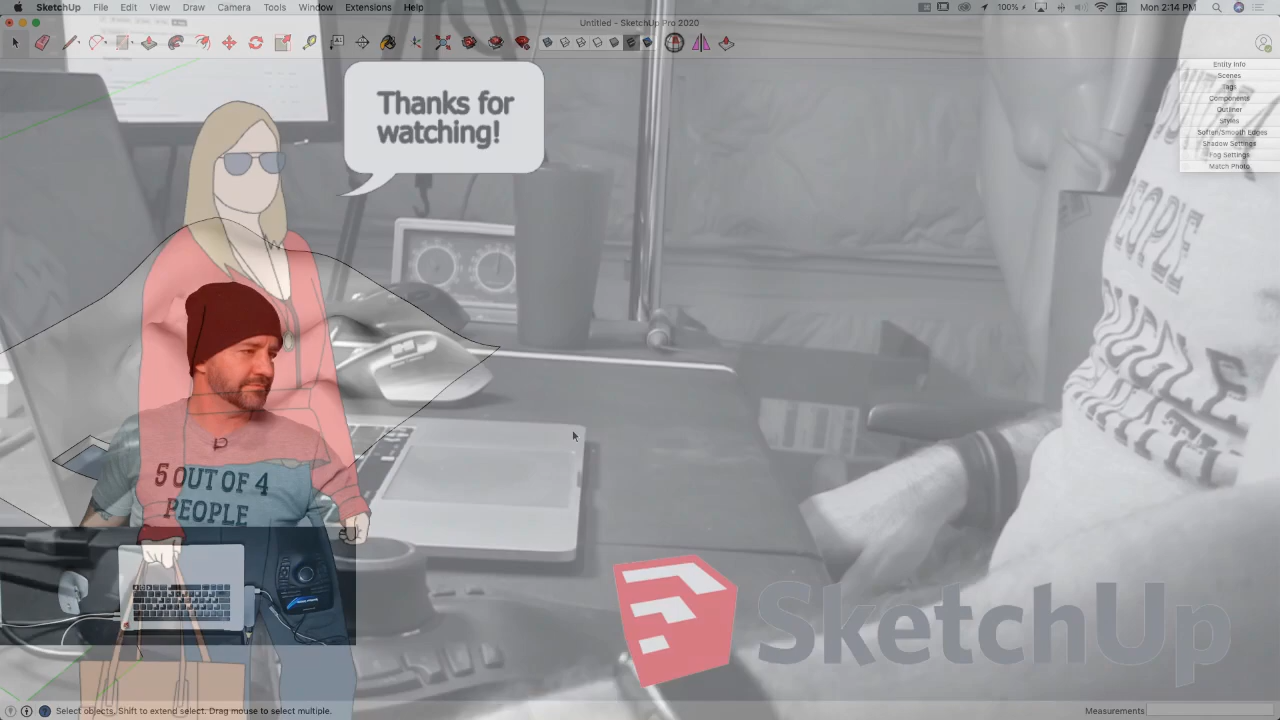 SketchUp File Edit View Draw Camera Tools Window Extensions Help
100% Mon 2:14 PM
Untitled - SketchUp Pro 2020
Entity Info
Scenes
Tags
Components
Outliner
Styles
Soften/Smooth Edges
Shadow Settings
Fog Settings
Match Photo
Thanks for
watching!
PEOPLE
5 OUT OF 4
PEOPLE
SketchUp
Select objects. Shift to extend select. Drag mouse to select multiple.
Measurements